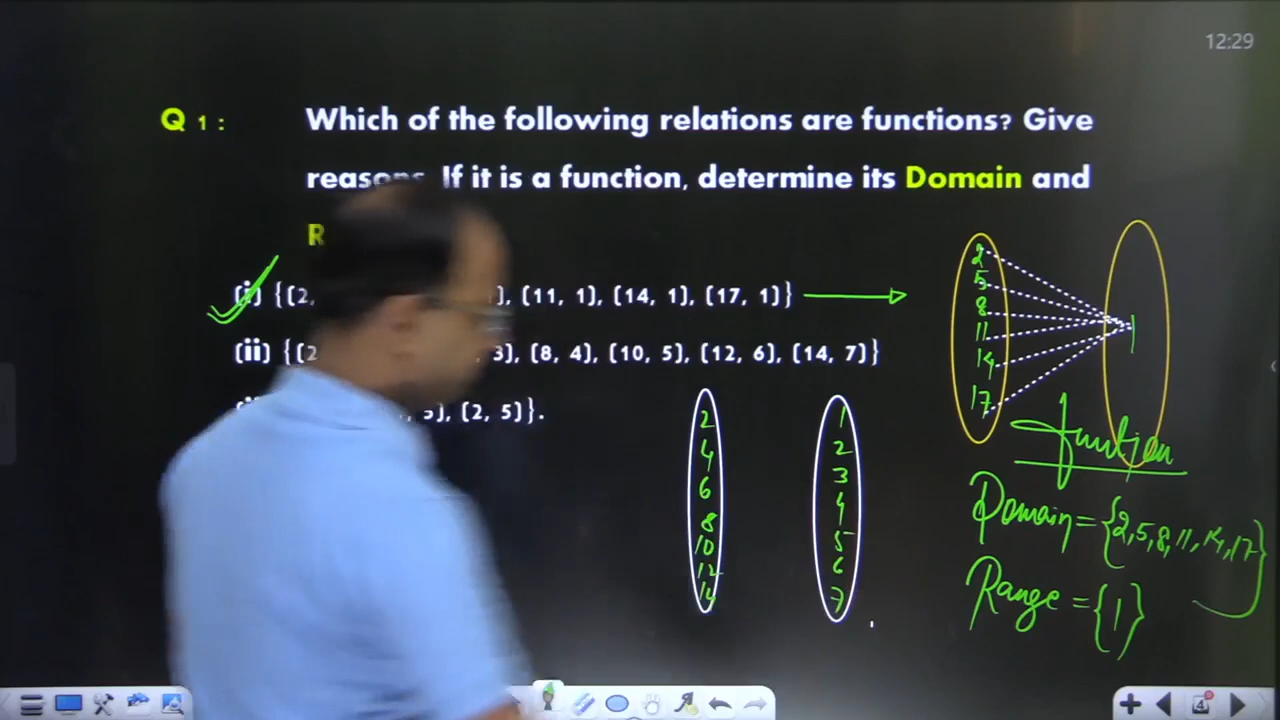 12:29
Q 1 : Which of the following relations are functions? Give
reasons. If it is a function, determine its Domain and
R
(i) {(2, , (11, 1), (14, 1), (17, 1)}
(ii) {(2 3), (8, 4), (10, 5), (12, 6), (14, 7)}
5), (2, 5)}.
2
5
8
11
14
17
1
function
Domain = {2, 5, 8, 11, 14, 17}
Range = {1}
2
4
6
8
10
12
14
1
2
3
4
5
6
7
4